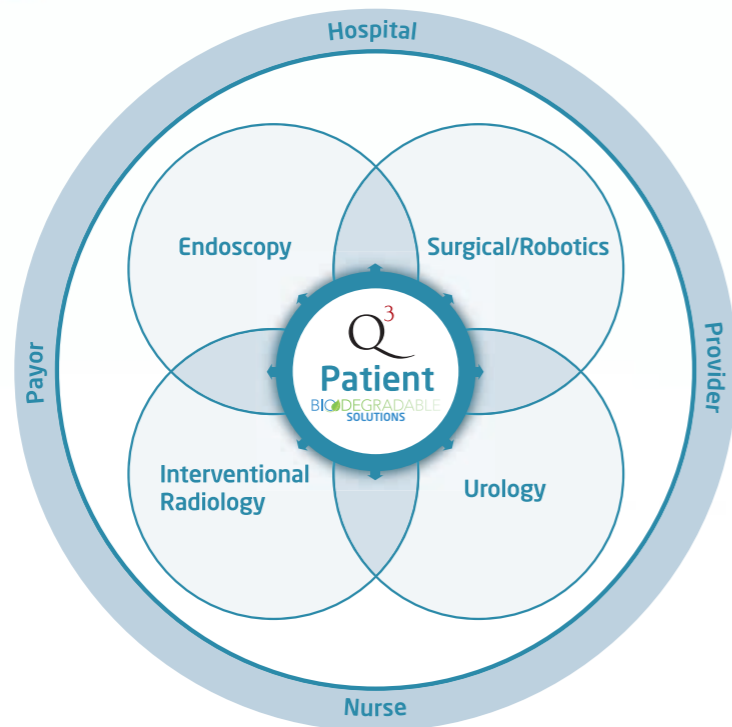 Hospital
Endoscopy
Surgical/Robotics
Payor
Provider
Q3
Patient
BIODEGRADABLE
SOLUTIONS
Interventional
Radiology
Urology
Nurse